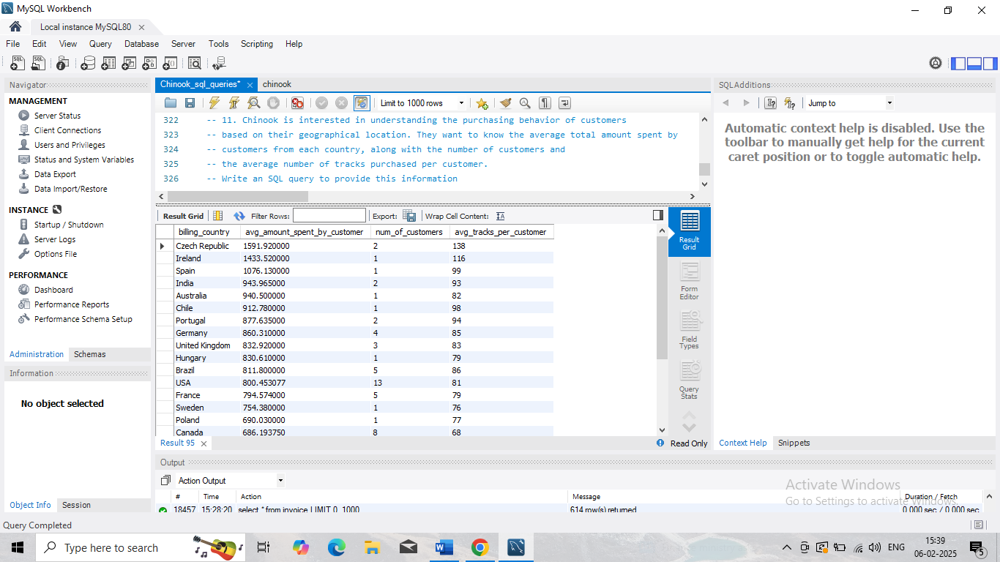 MySQL Workbench
Local instance MySQL80
File Edit View Query Database Server Tools Scripting Help
Navigator
MANAGEMENT
Server Status
Client Connections
Users and Privileges
Status and System Variables
Data Export
Data Import/Restore
INSTANCE
Startup / Shutdown
Server Logs
Options File
PERFORMANCE
Dashboard
Performance Reports
Performance Schema Setup
Administration Schemas
Information
No object selected
Object Info Session
Query Completed
Chinook_sql_queries* chinook
Limit to 1000 rows
322 -- 11. Chinook is interested in understanding the purchasing behavior of customers
323 -- based on their geographical location. They want to know the average total amount spent by
324 -- customers from each country, along with the number of customers and
325 -- the average number of tracks purchased per customer.
326 -- Write an SQL query to provide this information
Result Grid Filter Rows: Export: Wrap Cell Content:
billing_country avg_amount_spent_by_customer num_of_customers avg_tracks_per_customer
Czech Republic 1591.920000 2 138
Ireland 1433.520000 1 116
Spain 1076.130000 1 99
India 943.965000 2 93
Australia 940.500000 1 82
Chile 912.780000 1 98
Portugal 877.635000 2 94
Germany 860.310000 4 85
United Kingdom 832.920000 3 83
Hungary 830.610000 1 79
Brazil 811.800000 5 86
USA 800.453077 13 81
France 794.574000 5 79
Sweden 754.380000 1 76
Poland 690.030000 1 77
Canada 686.193750 8 68
Result Grid
Form Editor
Field Types
Query Stats
Result 95
Read Only
SQLAdditions
Jump to
Automatic context help is disabled. Use the
toolbar to manually get help for the current
caret position or to toggle automatic help.
Context Help Snippets
Output
Action Output
# Time Action Message Duration / Fetch
18457 15:28:20 select * from invoice LIMIT 0, 1000 614 row(s) returned 0.000 sec / 0.000 sec
Activate Windows
Go to Settings to activate Windows.
Type here to search
ENG
15:39
06-02-2025
5